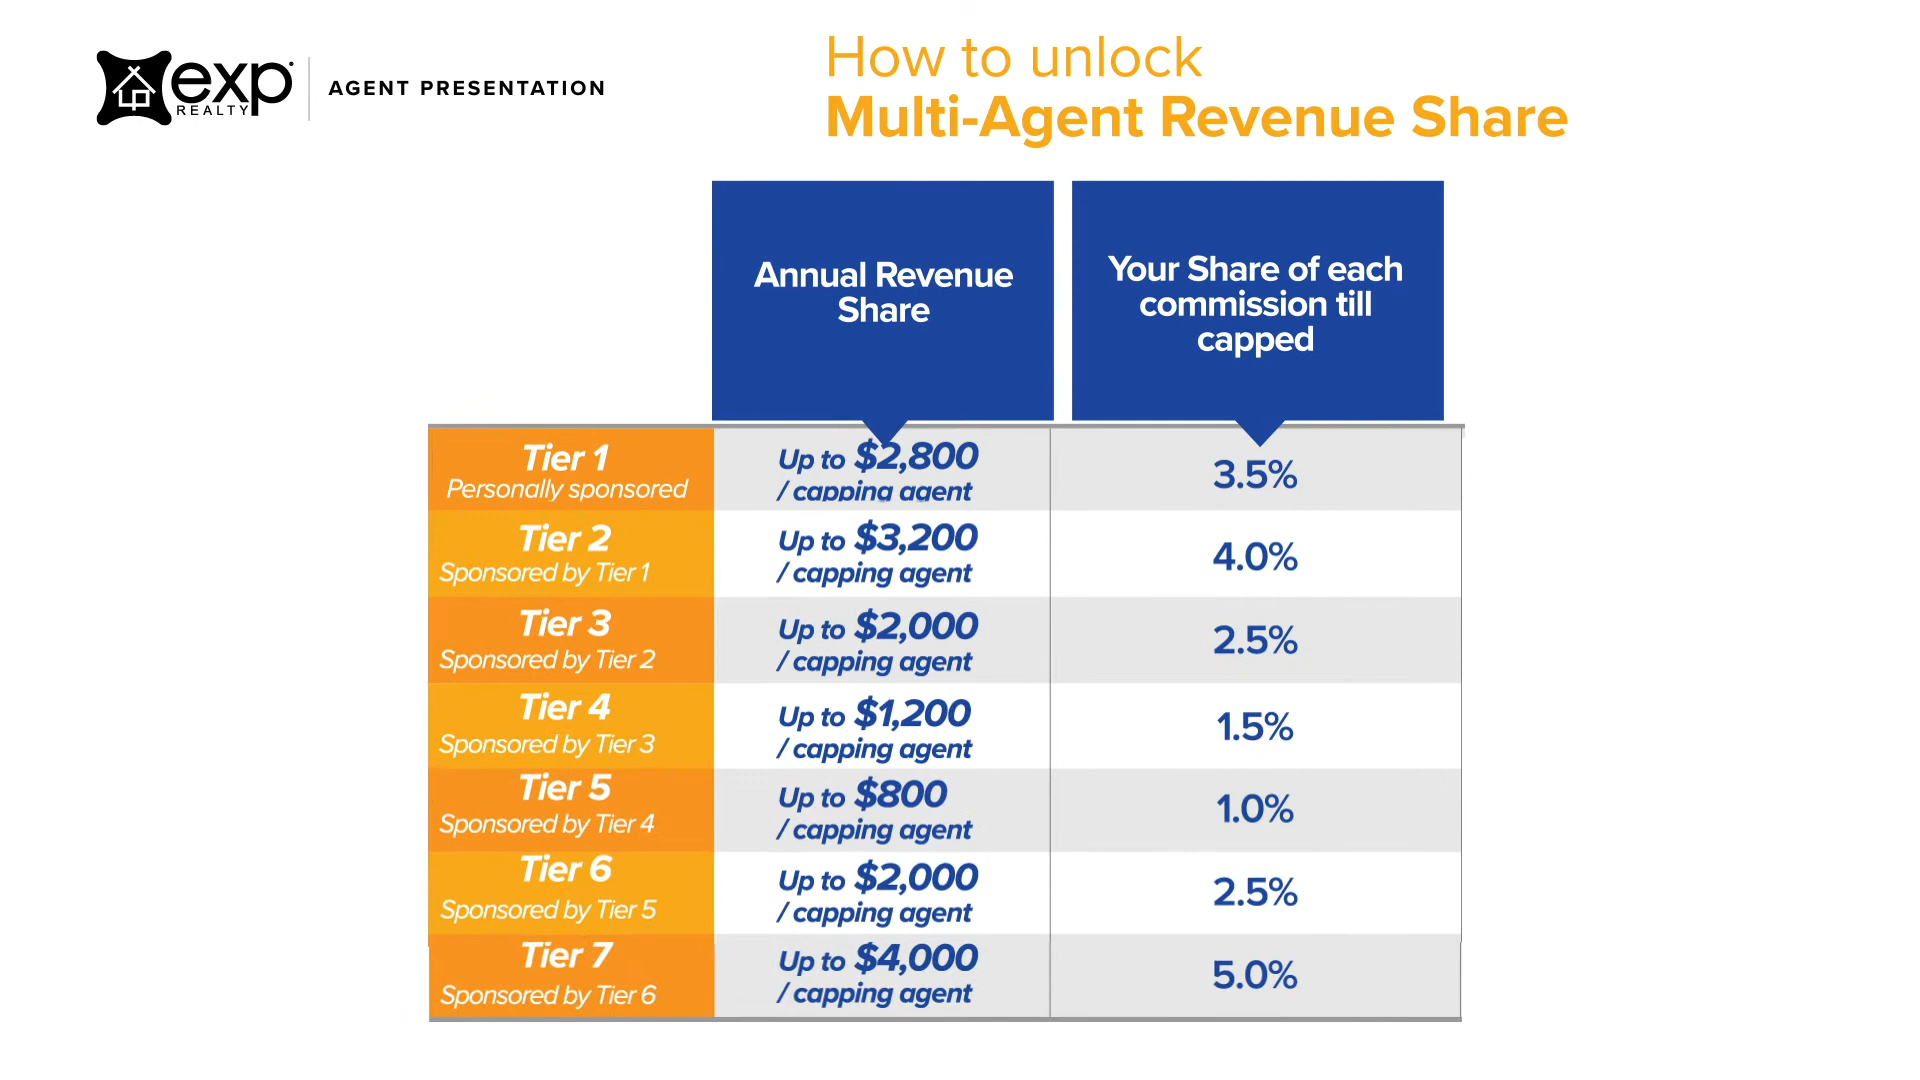 exp
REALTY
AGENT PRESENTATION
How to unlock
Multi-Agent Revenue Share
Annual Revenue
Share
Your Share of each
commission till
capped
Tier 1
Personally sponsored
Up to $2,800
/ capping agent
3.5%
Tier 2
Sponsored by Tier 1
Up to $3,200
/ capping agent
4.0%
Tier 3
Sponsored by Tier 2
Up to $2,000
/ capping agent
2.5%
Tier 4
Sponsored by Tier 3
Up to $1,200
/ capping agent
1.5%
Tier 5
Sponsored by Tier 4
Up to $800
/ capping agent
1.0%
Tier 6
Sponsored by Tier 5
Up to $2,000
/ capping agent
2.5%
Tier 7
Sponsored by Tier 6
Up to $4,000
/ capping agent
5.0%